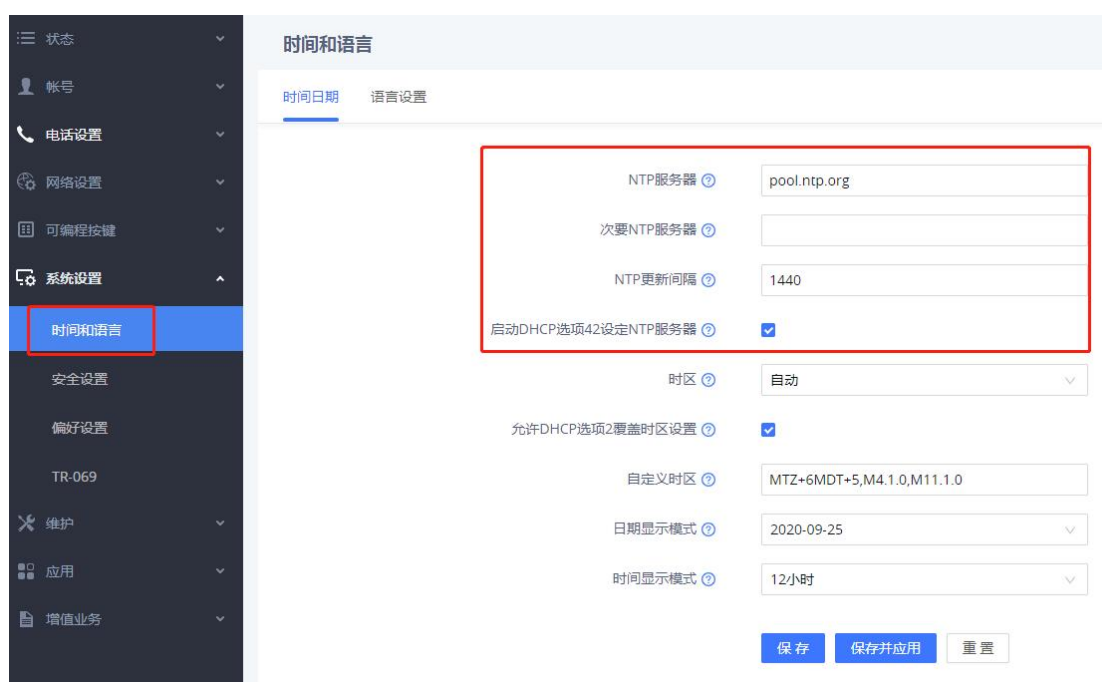 状态
帐号
电话设置
网络设置
可编程按键
系统设置
时间和语言
安全设置
偏好设置
TR-069
维护
应用
增值业务
时间和语言
时间日期 语言设置
NTP服务器 pool.ntp.org
次要NTP服务器
NTP更新间隔 1440
启动DHCP选项42设定NTP服务器
时区 自动
允许DHCP选项2覆盖时区设置
自定义时区 MTZ+6MDT+5,M4.1.0,M11.1.0
日期显示模式 2020-09-25
时间显示模式 12小时
保存 保存并应用 重置